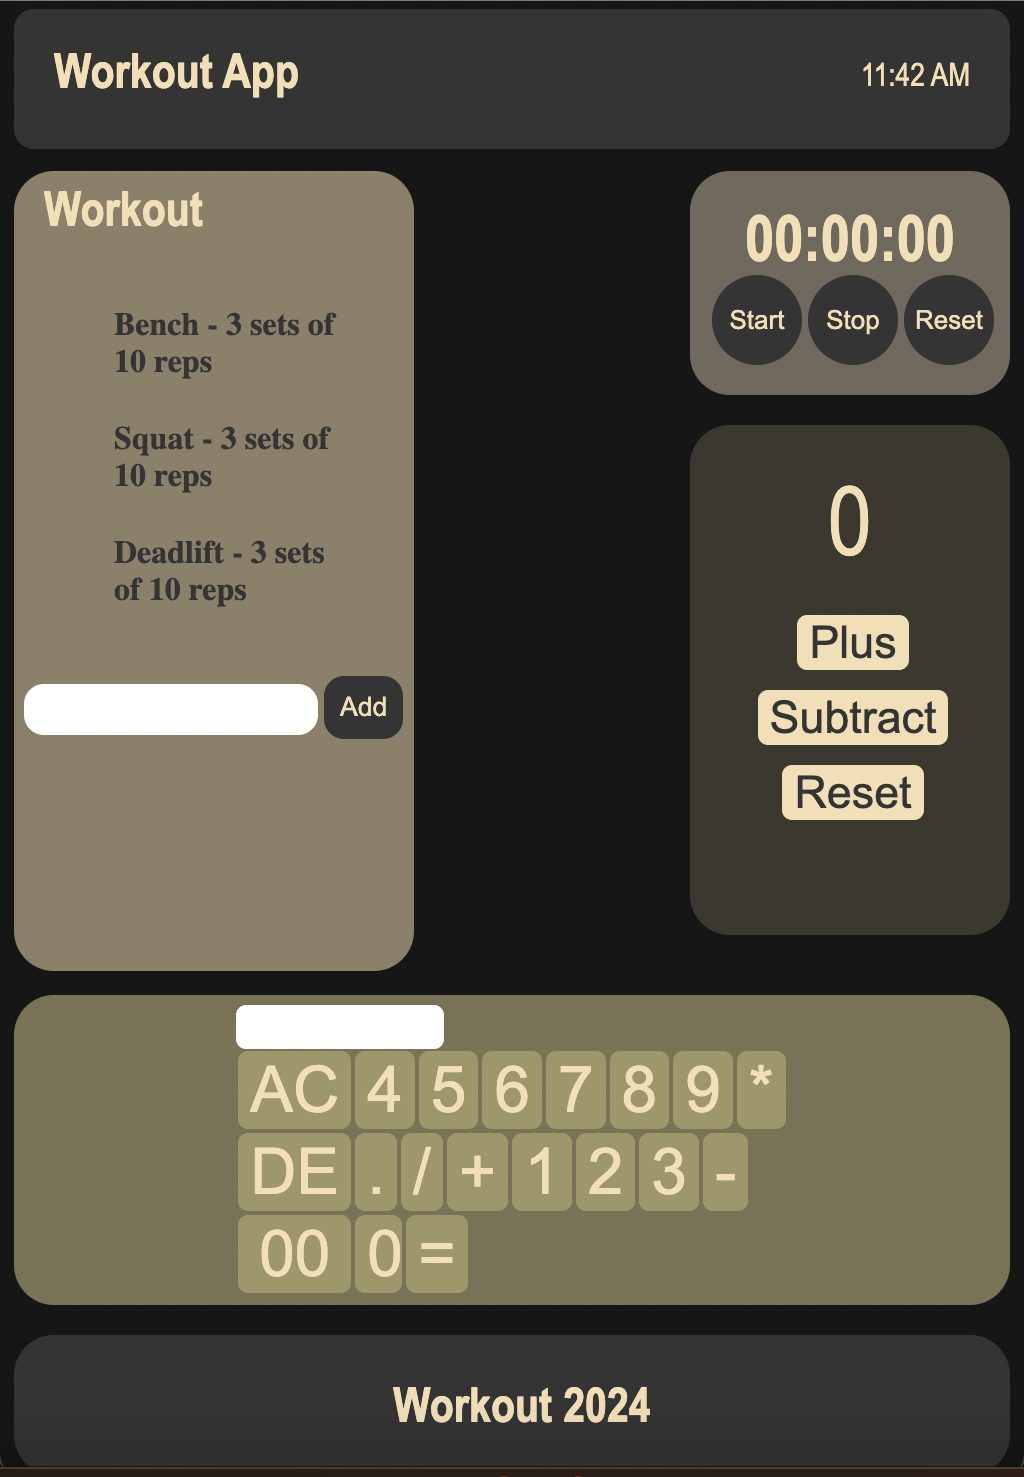 Workout App
11:42 AM
Workout
Bench - 3 sets of
10 reps
Squat - 3 sets of
10 reps
Deadlift - 3 sets
of 10 reps
Add
00:00:00
Start Stop Reset
0
Plus
Subtract
Reset
AC 4 5 6 7 8 9 *
DE . / + 1 2 3 -
00 0 =
Workout 2024